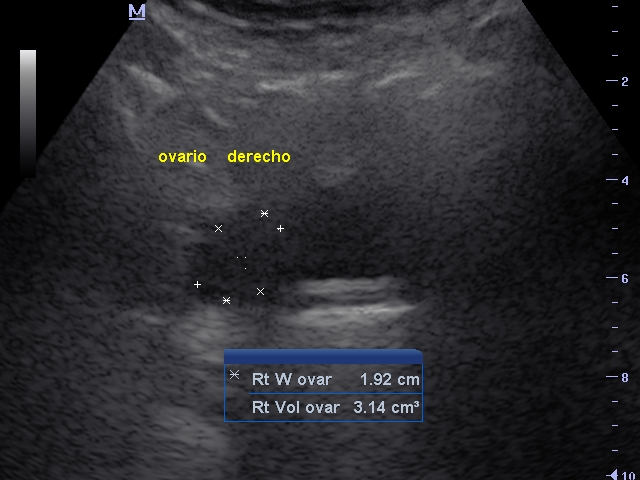 M
2
ovario derecho
4
6
Rt W ovar 1.92 cm
8
Rt Vol ovar 3.14 cm³
10